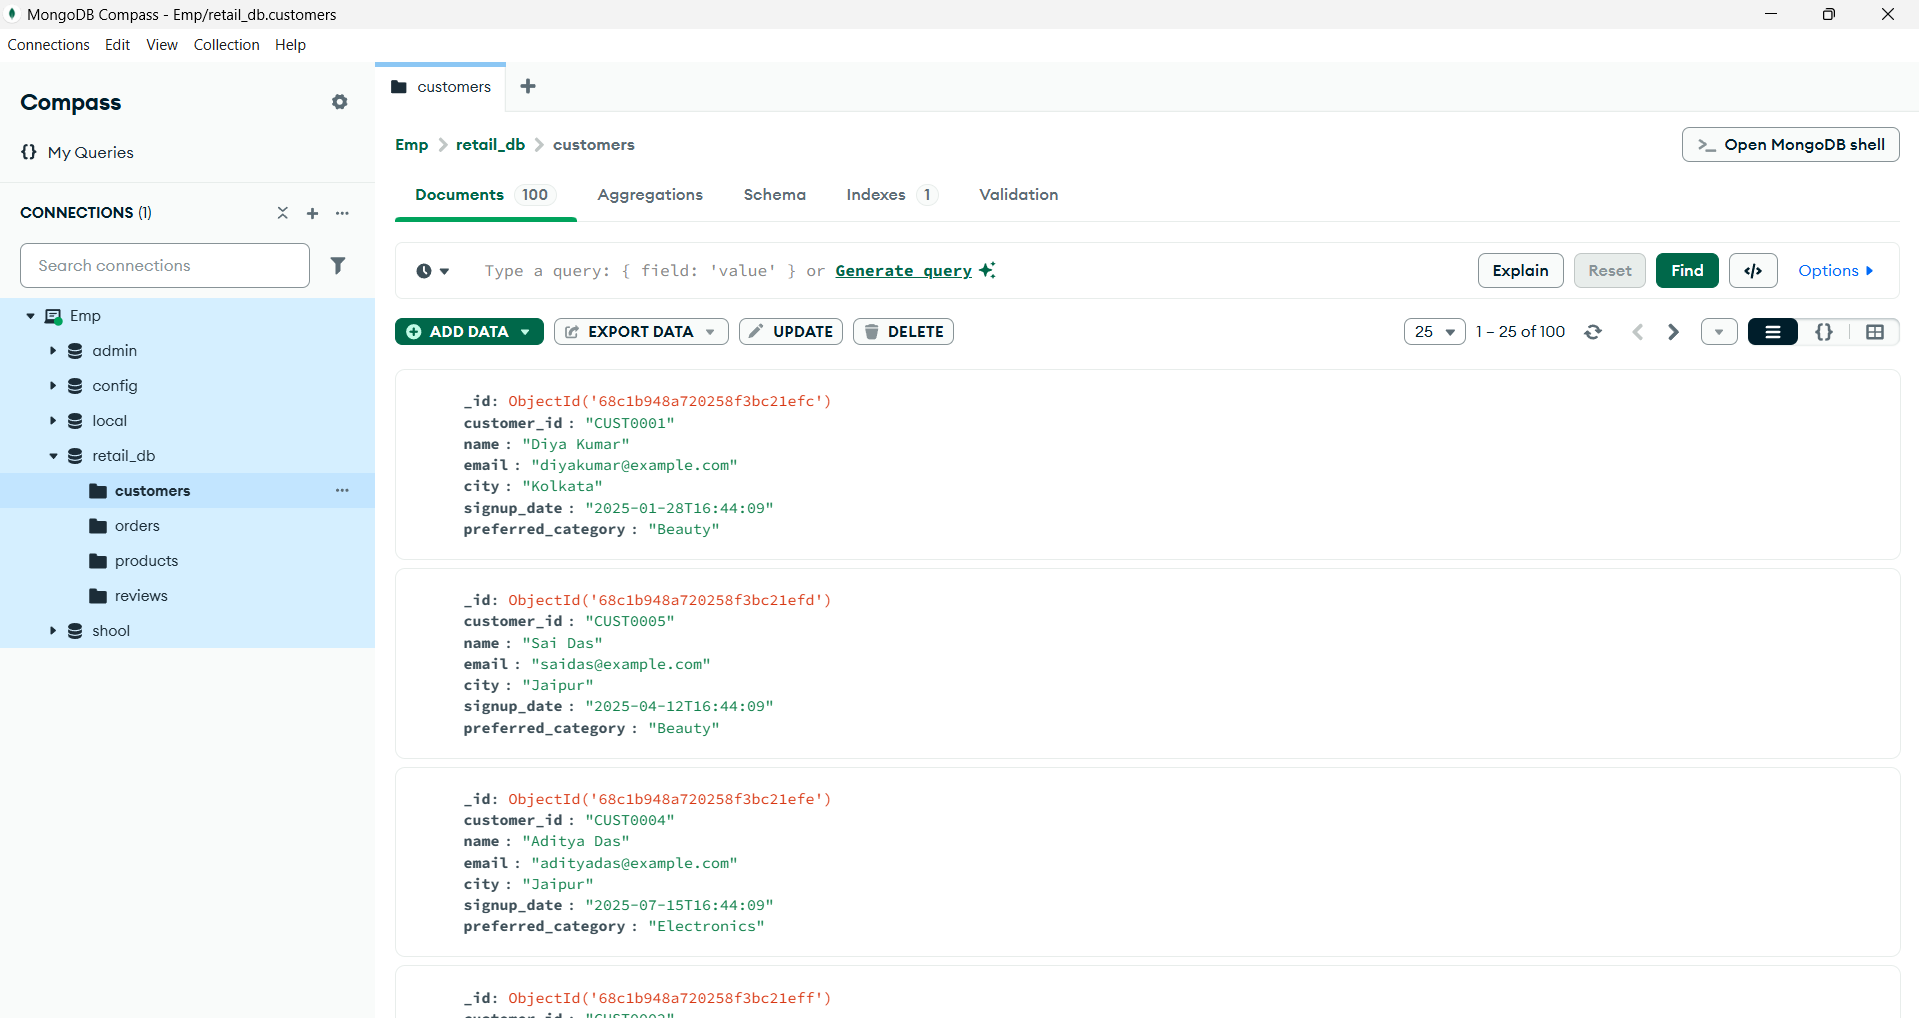 MongoDB Compass - Emp/retail_db.customers
Connections Edit View Collection Help
Compass
{} My Queries
CONNECTIONS (1)
Search connections
Emp
admin
config
local
retail_db
customers
orders
products
reviews
shool
customers
Emp > retail_db > customers
>_ Open MongoDB shell
Documents 100 Aggregations Schema Indexes 1 Validation
Type a query: { field: 'value' } or Generate query
Explain Reset Find </> Options
ADD DATA EXPORT DATA UPDATE DELETE
25 1 – 25 of 100 {}
_id: ObjectId('68c1b948a720258f3bc21efc')
customer_id : "CUST0001"
name : "Diya Kumar"
email : "diyakumar@example.com"
city : "Kolkata"
signup_date : "2025-01-28T16:44:09"
preferred_category : "Beauty"
_id: ObjectId('68c1b948a720258f3bc21efd')
customer_id : "CUST0005"
name : "Sai Das"
email : "saidas@example.com"
city : "Jaipur"
signup_date : "2025-04-12T16:44:09"
preferred_category : "Beauty"
_id: ObjectId('68c1b948a720258f3bc21efe')
customer_id : "CUST0004"
name : "Aditya Das"
email : "adityadas@example.com"
city : "Jaipur"
signup_date : "2025-07-15T16:44:09"
preferred_category : "Electronics"
_id: ObjectId('68c1b948a720258f3bc21eff')